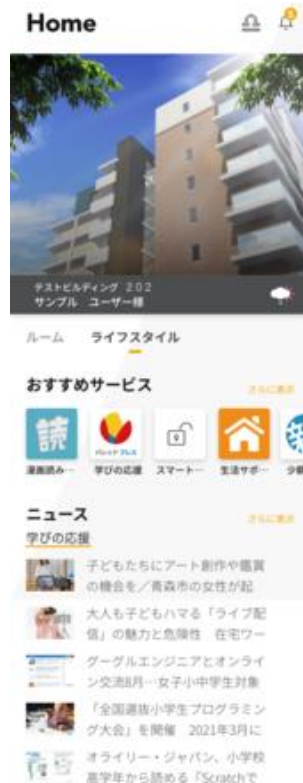 Home
テストビルディング 202
サンプル ユーザー様
ルーム ライフスタイル
おすすめサービス さらに表示
読
漫画読み… 学びの応援 スマート… 生活サポ…
ニュース さらに表示
学びの応援
子どもたちにアート創作や鑑賞
の機会を／青森市の女性が起
大人も子どもハマる「ライブ配
信」の魅力と危険性 在宅ワー
グーグルエンジニアとオンライ
ン交流8月…女子小中学生対象
「全国選抜小学生プログラミン
グ大会」を開催 2021年3月に
オライリー・ジャパン、小学校
高学年から読める「Scratchで